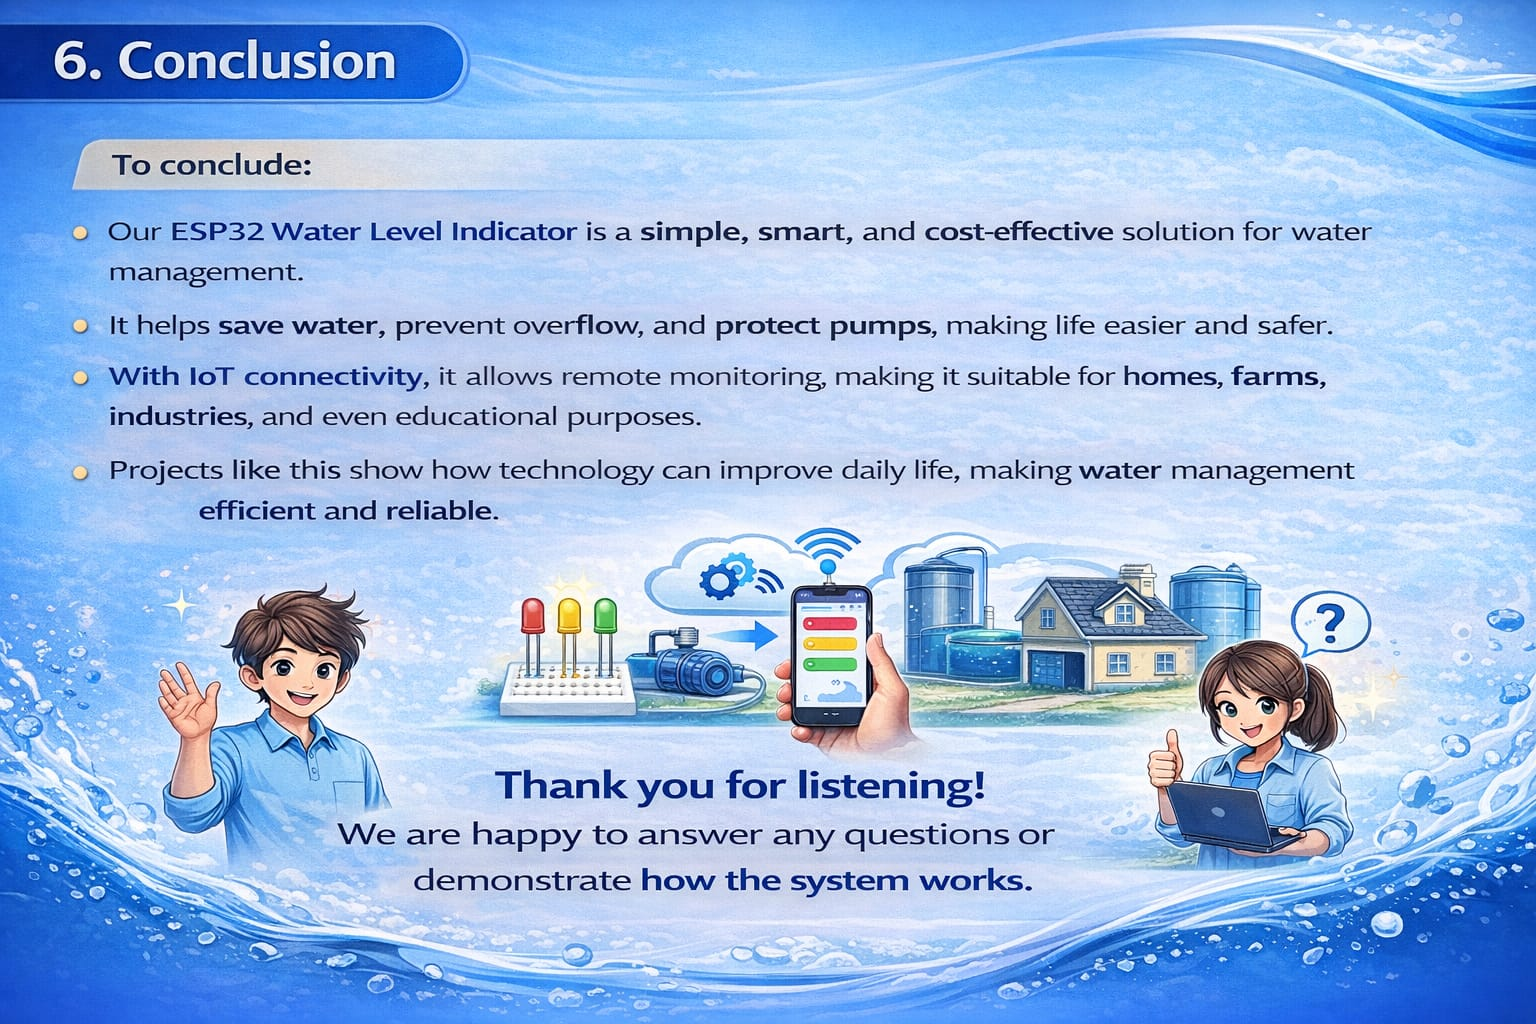 6. Conclusion
To conclude:
Our ESP32 Water Level Indicator is a simple, smart, and cost-effective solution for water
management.
It helps save water, prevent overflow, and protect pumps, making life easier and safer.
With IoT connectivity, it allows remote monitoring, making it suitable for homes, farms,
industries, and even educational purposes.
Projects like this show how technology can improve daily life, making water management
efficient and reliable.
?
Thank you for listening!
We are happy to answer any questions or
demonstrate how the system works.